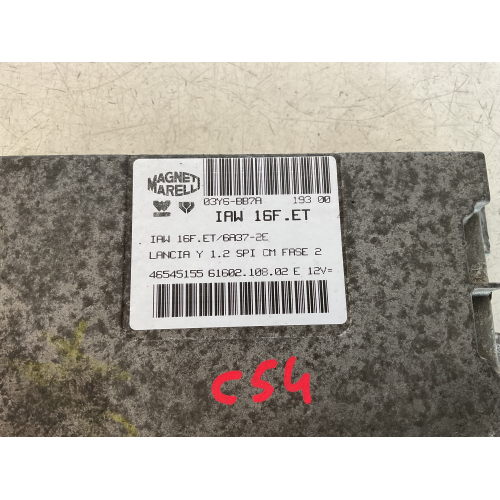 MAGNETI
MARELLI
03Y6-B87A 193 00
IAW 16F.ET
IAW 16F.ET/6A37-2E
LANCIA Y 1.2 SPI CM FASE 2
46545155 61602.108.02 E 12V=
C54